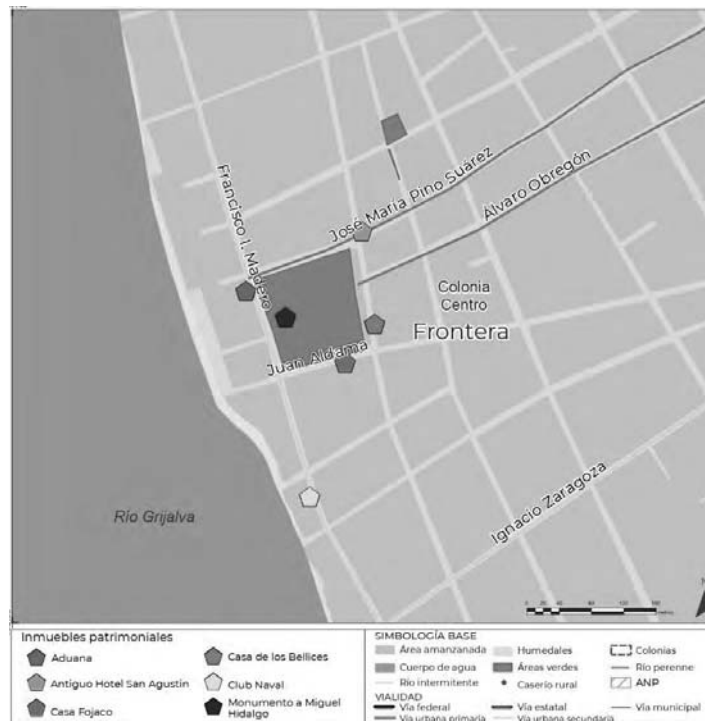 Francisco I. Madero
José Maria Pino Suárez
Álvaro Obregón
Colonia
Centro
Frontera
Juan Aldama
Ignacio Zaragoza
Río Grijalva
Inmuebles patrimoniales
Aduana
Antiguo Hotel San Agustín
Casa Fojaco
Casa de los Bellices
Club Naval
Monumento a Miguel
Hidalgo
SIMBOLOGÍA BASE
Área amanzanada
Humedales
Colonias
Cuerpo de agua
Áreas verdes
Río perenne
Río intermitente
Caserío rural
ANP
VIALIDAD
Vía federal
Vía estatal
Vía municipal
Vía urbana primaria
Vía urbana secundaria